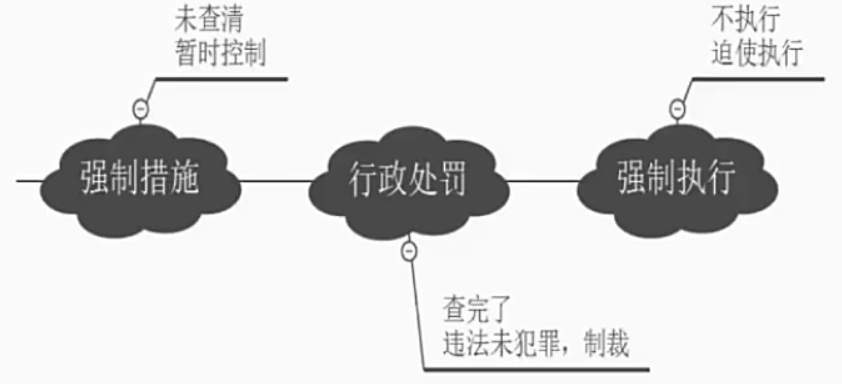 未查清
暂时控制
不执行
迫使执行
强制措施
行政处罚
强制执行
查完了
违法未犯罪，制裁